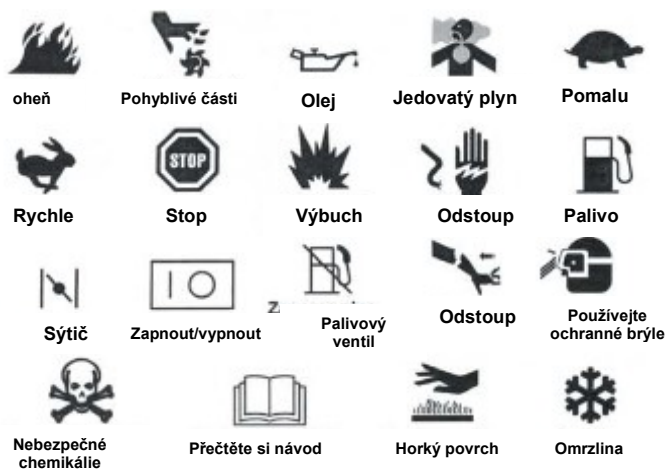 oheň
Pohyblivé části
Olej
Jedovatý plyn
Pomalu
STOP
Rychle
Stop
Výbuch
Odstoup
Palivo
Sýtič
Zapnout/vypnout
Palivový
ventil
Odstoup
Používejte
ochranné brýle
Nebezpečné
chemikálie
Přečtěte si návod
Horký povrch
Omrzlina